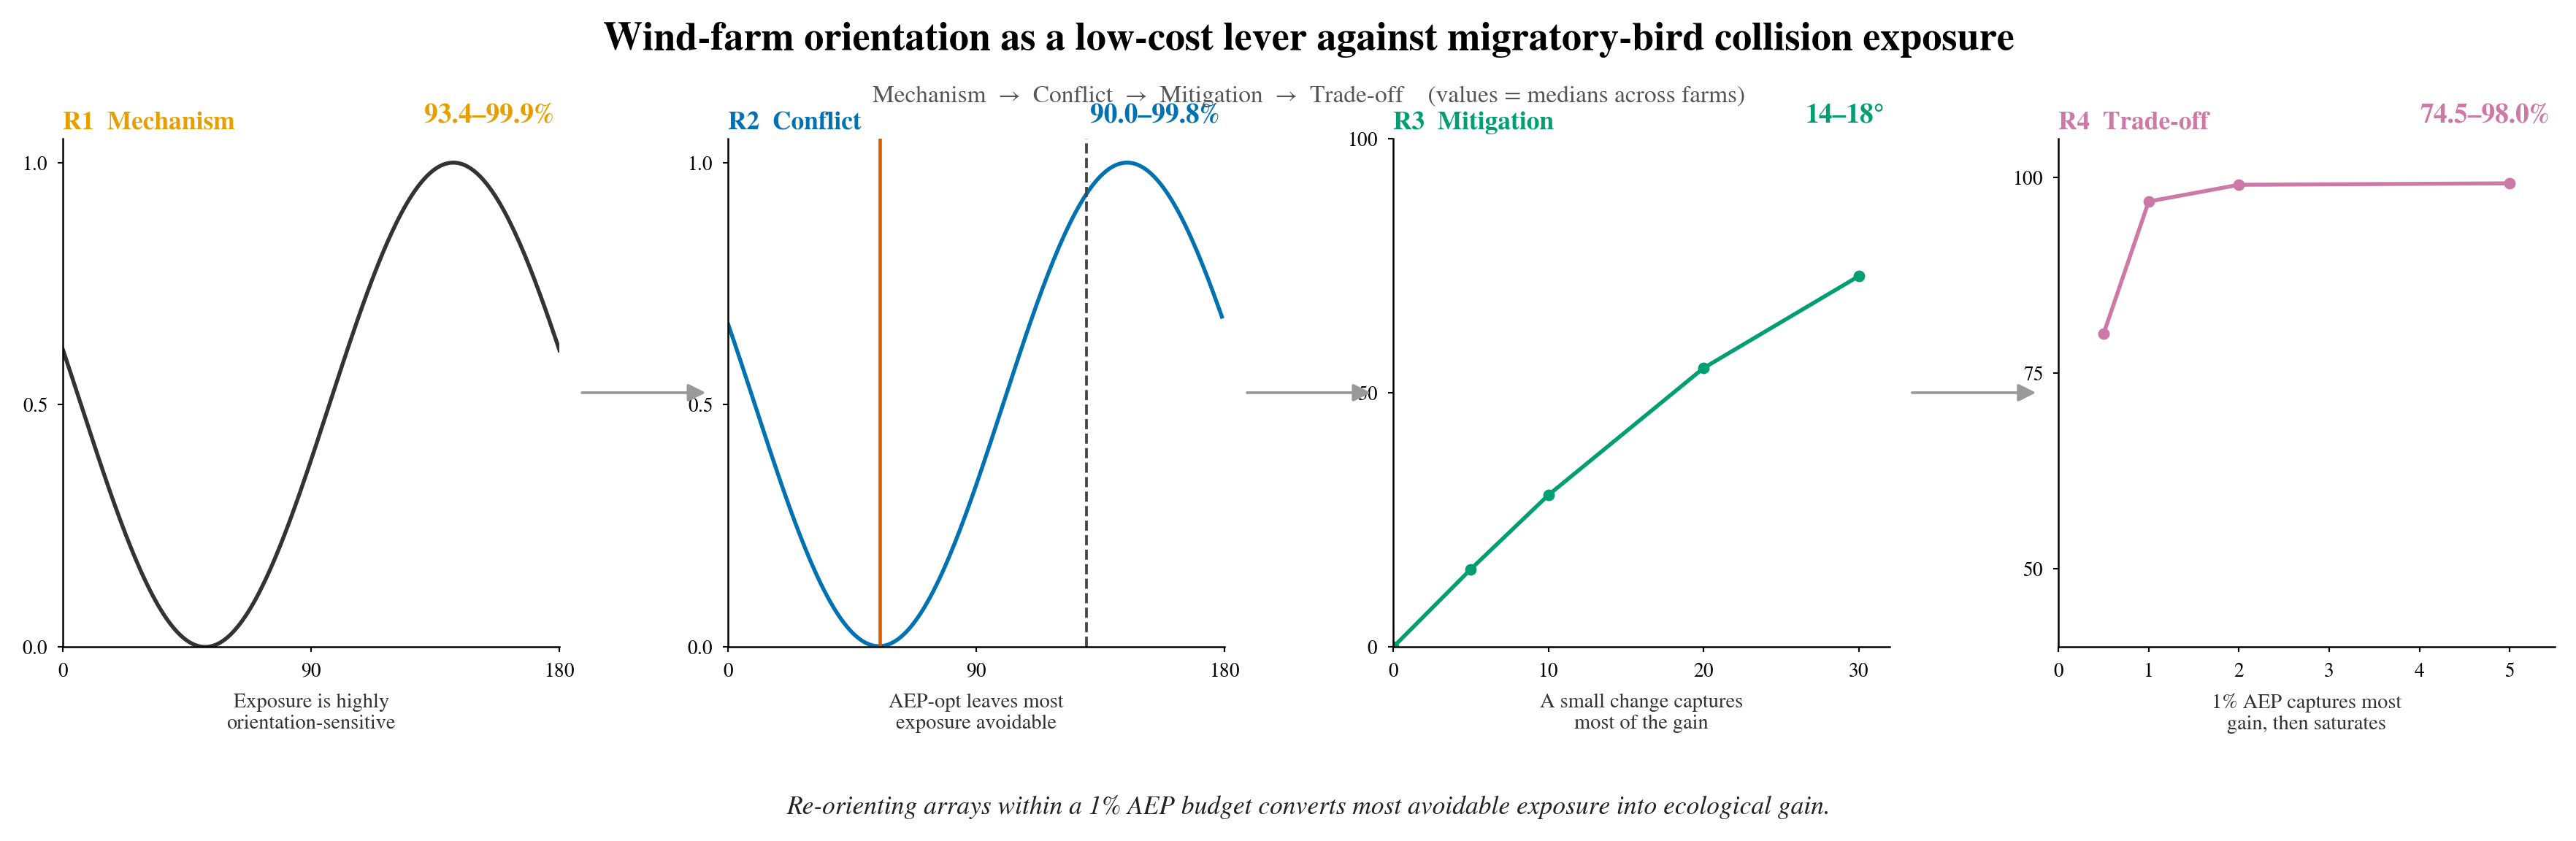 Wind-farm orientation as a low-cost lever against migratory-bird collision exposure
Mechanism → Conflict → Mitigation → Trade-off (values = medians across farms)
R1 Mechanism 93.4–99.9%
1.0
0.5
0.0
0 90 180
Exposure is highly
orientation-sensitive
R2 Conflict 90.0–99.8%
1.0
0.5
0.0
0 90 180
AEP-opt leaves most
exposure avoidable
R3 Mitigation 14–18°
100
50
0
0 10 20 30
A small change captures
most of the gain
R4 Trade-off 74.5–98.0%
100
75
50
0 1 2 3 4 5
1% AEP captures most
gain, then saturates
Re-orienting arrays within a 1% AEP budget converts most avoidable exposure into ecological gain.